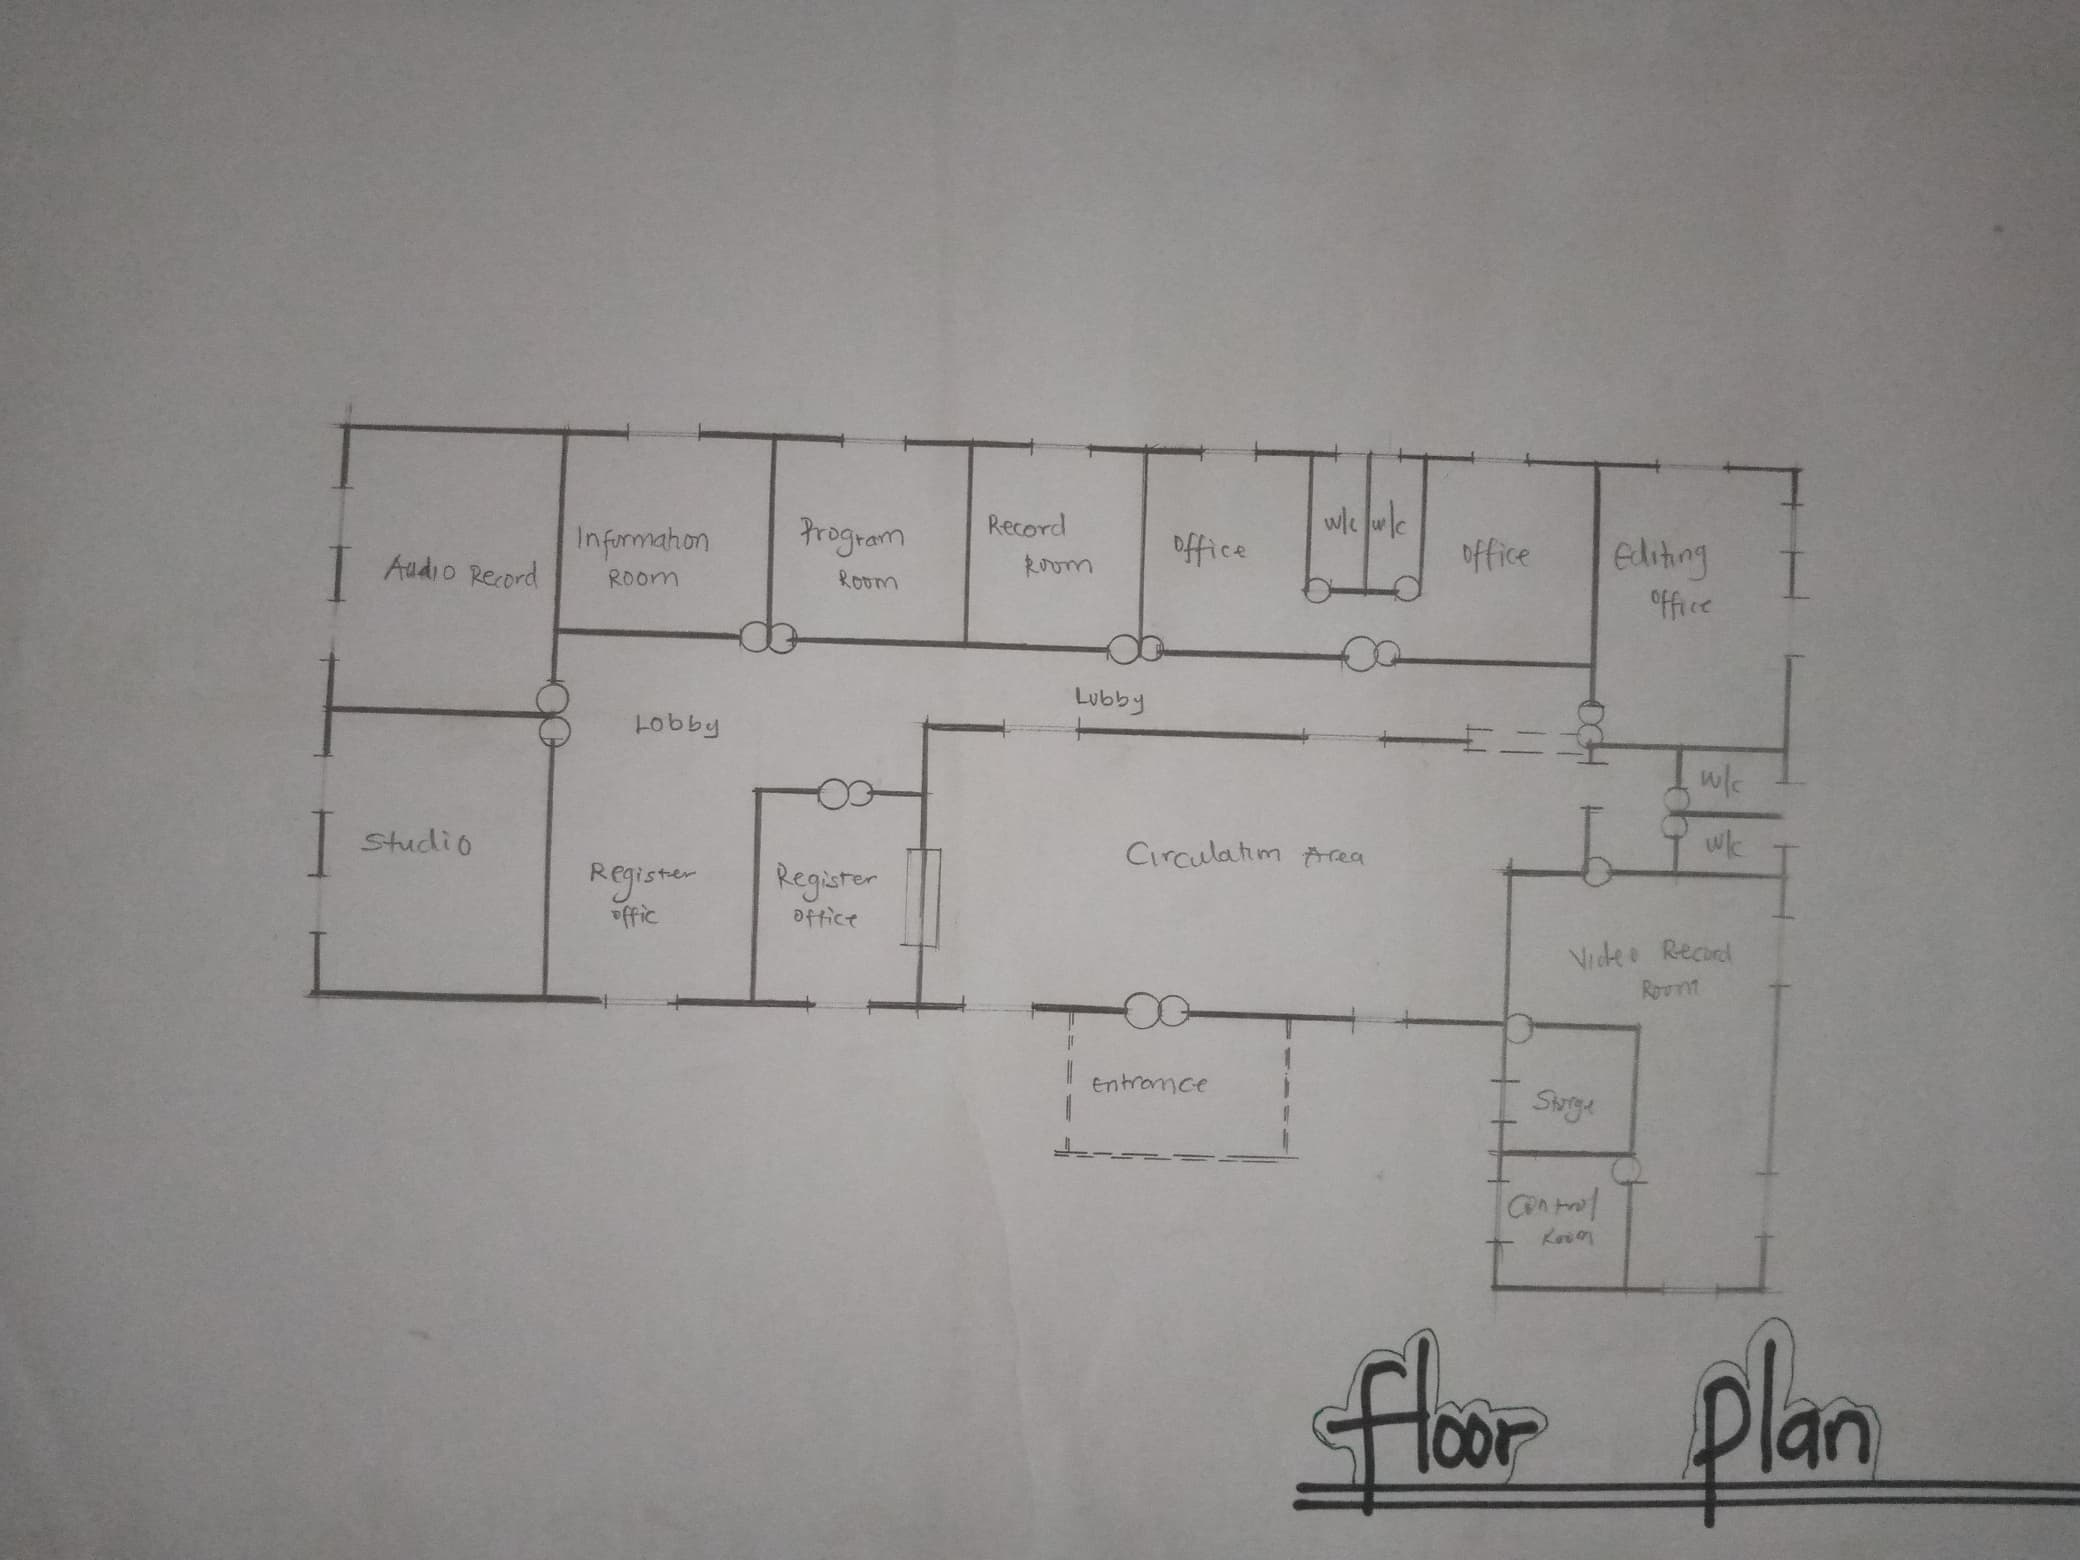 Audio Record
Information
Room
Program
Room
Record
Room
Office
w/c
w/c
Office
Editing
Office
Lobby
Lobby
w/c
w/c
Studio
Register
Offic
Register
Office
Circulation Area
Video Record
Room
Entrance
Storge
Control
Room
floor plan